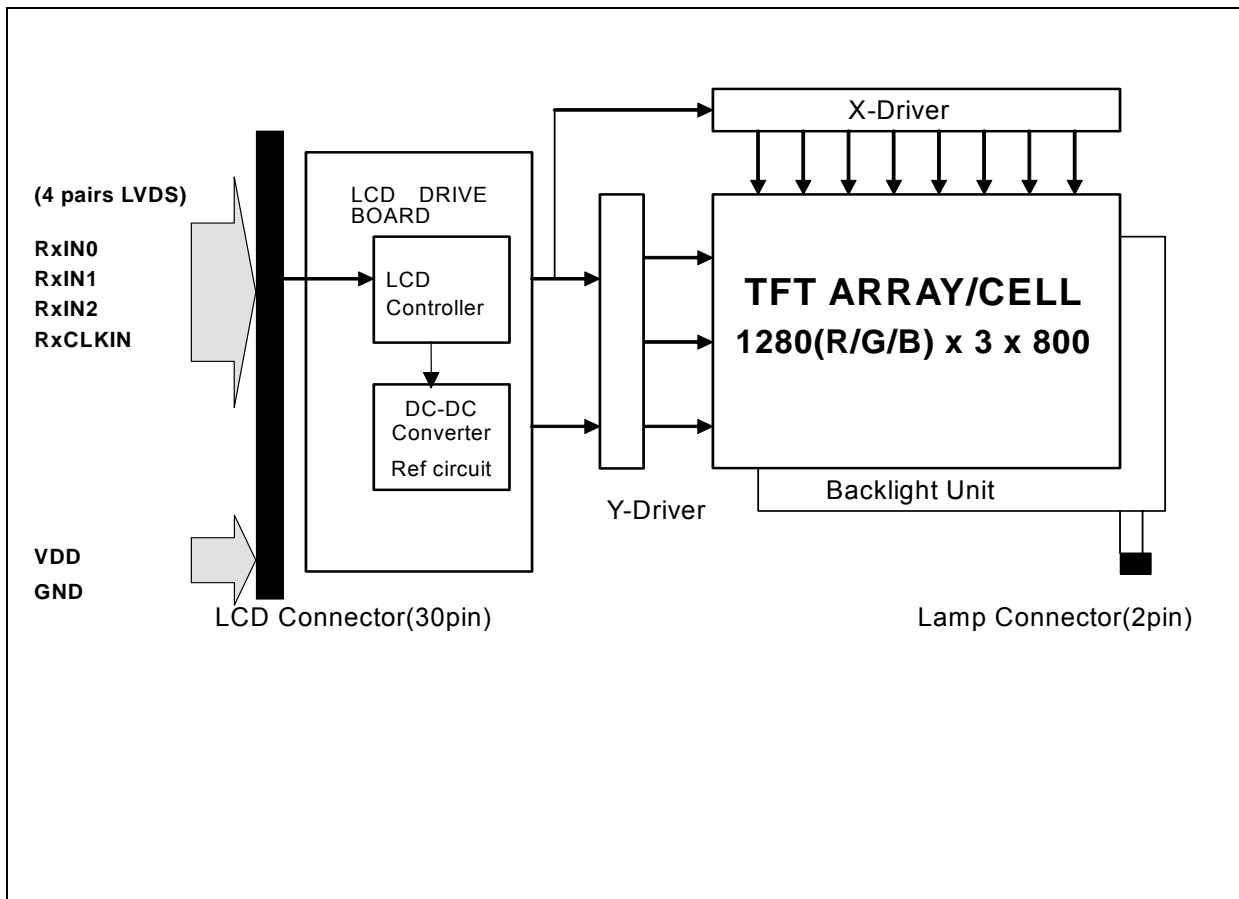 X-Driver
(4 pairs LVDS)
RxIN0
RxIN1
RxIN2
RxCLKIN
LCD DRIVE
BOARD
LCD
Controller
DC-DC
Converter
Ref circuit
TFT ARRAY/CELL
1280(R/G/B) x 3 x 800
Backlight Unit
Y-Driver
VDD
GND
LCD Connector(30pin)
Lamp Connector(2pin)